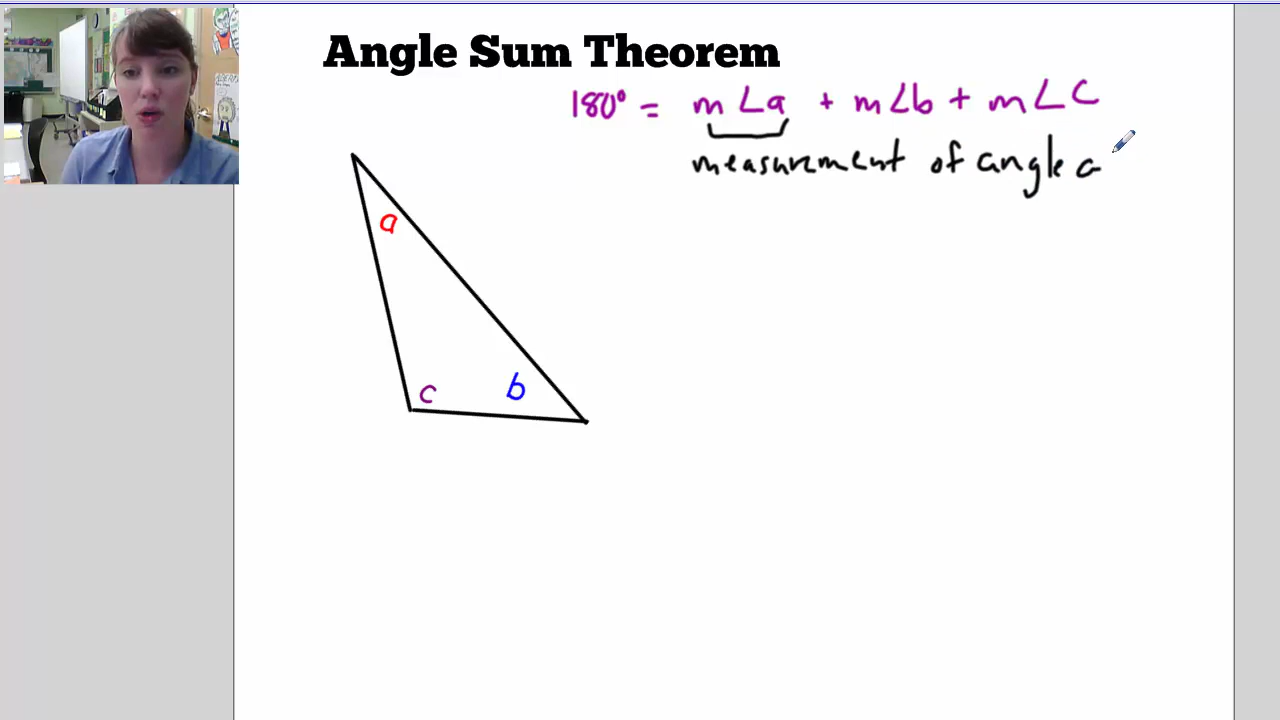 Angle Sum Theorem
180° = m∠a + m∠b + m∠C
measurement of angle a
a
c b